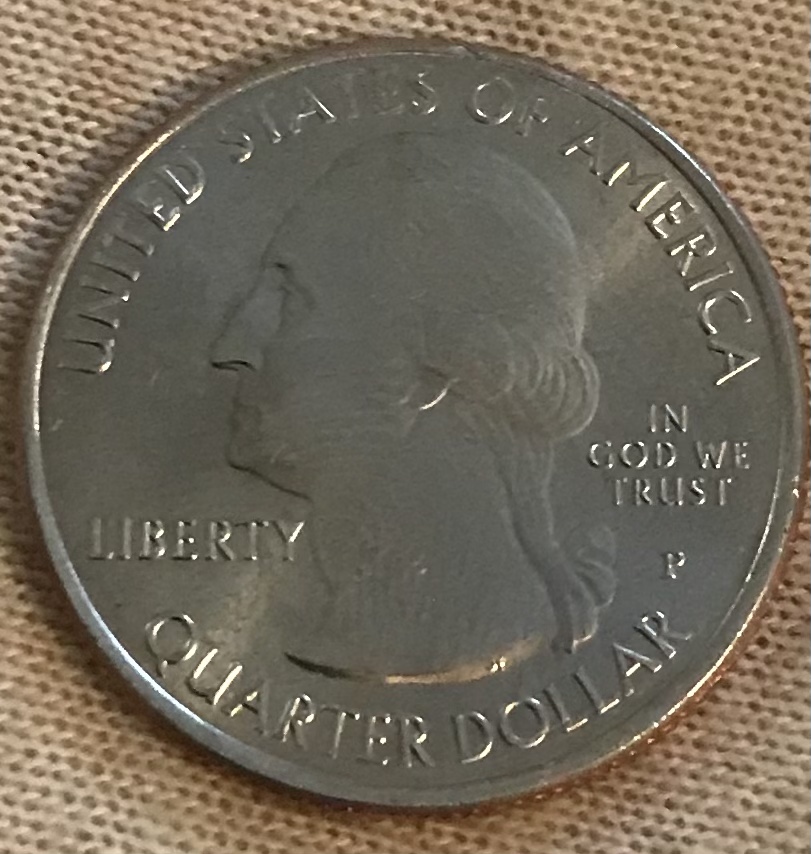 UNITED STATES OF AMERICA
IN
GOD WE
TRUST
LIBERTY
P
QUARTER DOLLAR